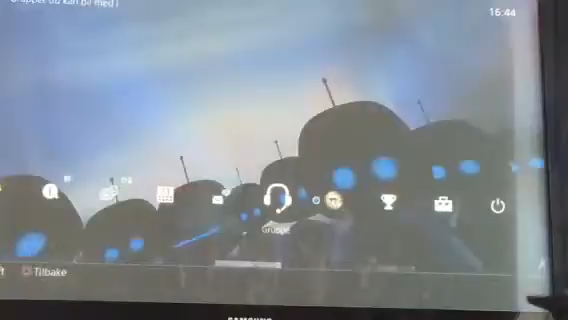 Grupper du kan bli med i
16:44
Gruppe
Tilbake
SAMSUNG